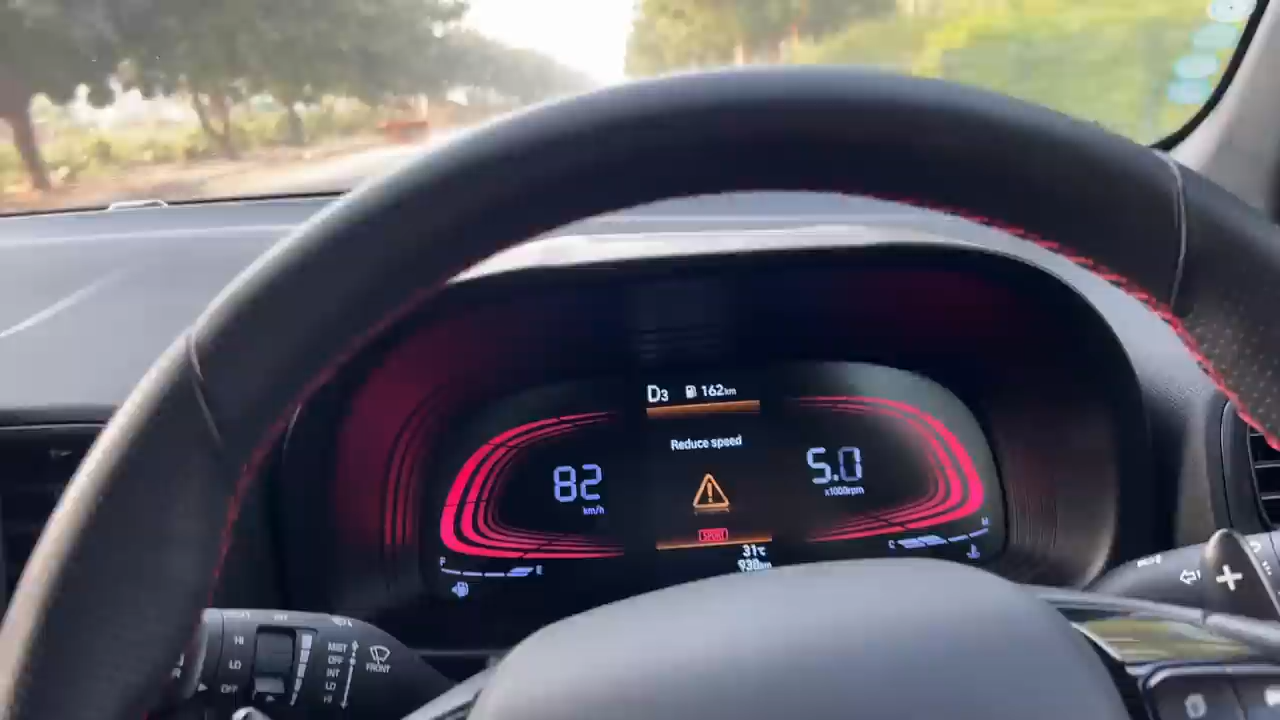 D3 162km
Reduce speed
82
km/h
5.0
x1000rpm
SPORT
31℃
938km
F
E
C
H
HI
LO
OFF
MIST
OFF
INT
LO
HI
FRONT
+